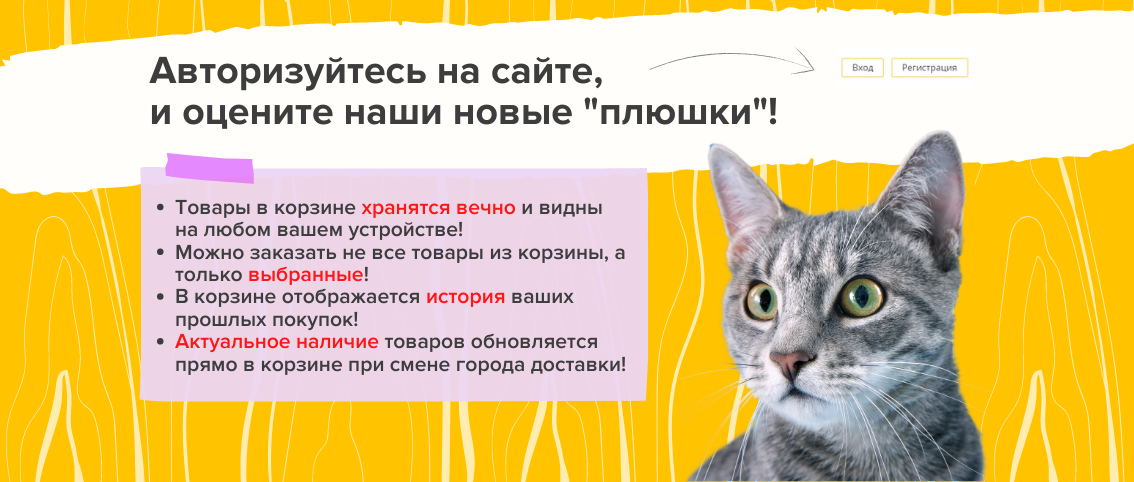 Авторизуйтесь на сайте,
и оцените наши новые "плюшки"!
Вход
Регистрация
• Товары в корзине хранятся вечно и видны
на любом вашем устройстве!
• Можно заказать не все товары из корзины, а
только выбранные!
• В корзине отображается история ваших
прошлых покупок!
• Актуальное наличие товаров обновляется
прямо в корзине при смене города доставки!